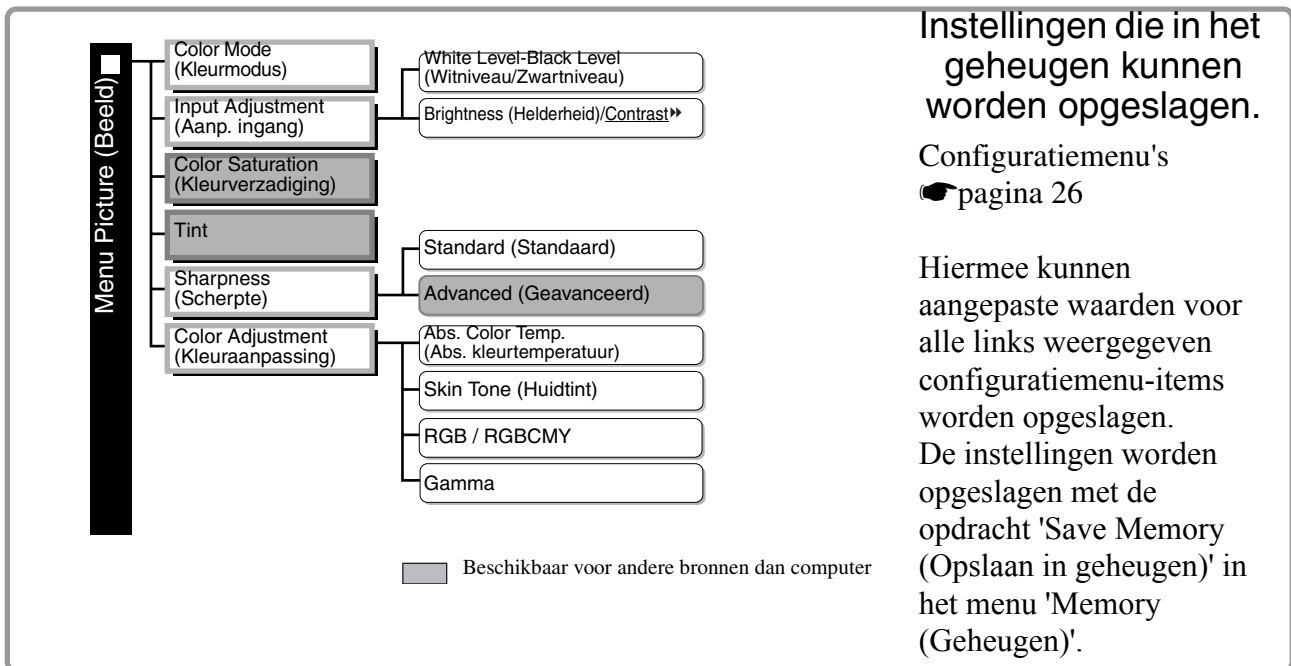 Menu Picture (Beeld)
Color Mode
(Kleurmodus)
Input Adjustment
(Aanp. ingang)
Color Saturation
(Kleurverzadiging)
Tint
Sharpness
(Scherpte)
Color Adjustment
(Kleuraanpassing)
White Level-Black Level
(Witniveau/Zwartniveau)
Brightness (Helderheid)/Contrast
Standard (Standaard)
Advanced (Geavanceerd)
Abs. Color Temp.
(Abs. kleurtemperatuur)
Skin Tone (Huidtint)
RGB / RGBCMY
Gamma
Beschikbaar voor andere bronnen dan computer
Instellingen die in het
geheugen kunnen
worden opgeslagen.
Configuratiemenu's
☛pagina 26
Hiermee kunnen
aangepaste waarden voor
alle links weergegeven
configuratiemenu-items
worden opgeslagen.
De instellingen worden
opgeslagen met de
opdracht 'Save Memory
(Opslaan in geheugen)' in
het menu 'Memory
(Geheugen)'.